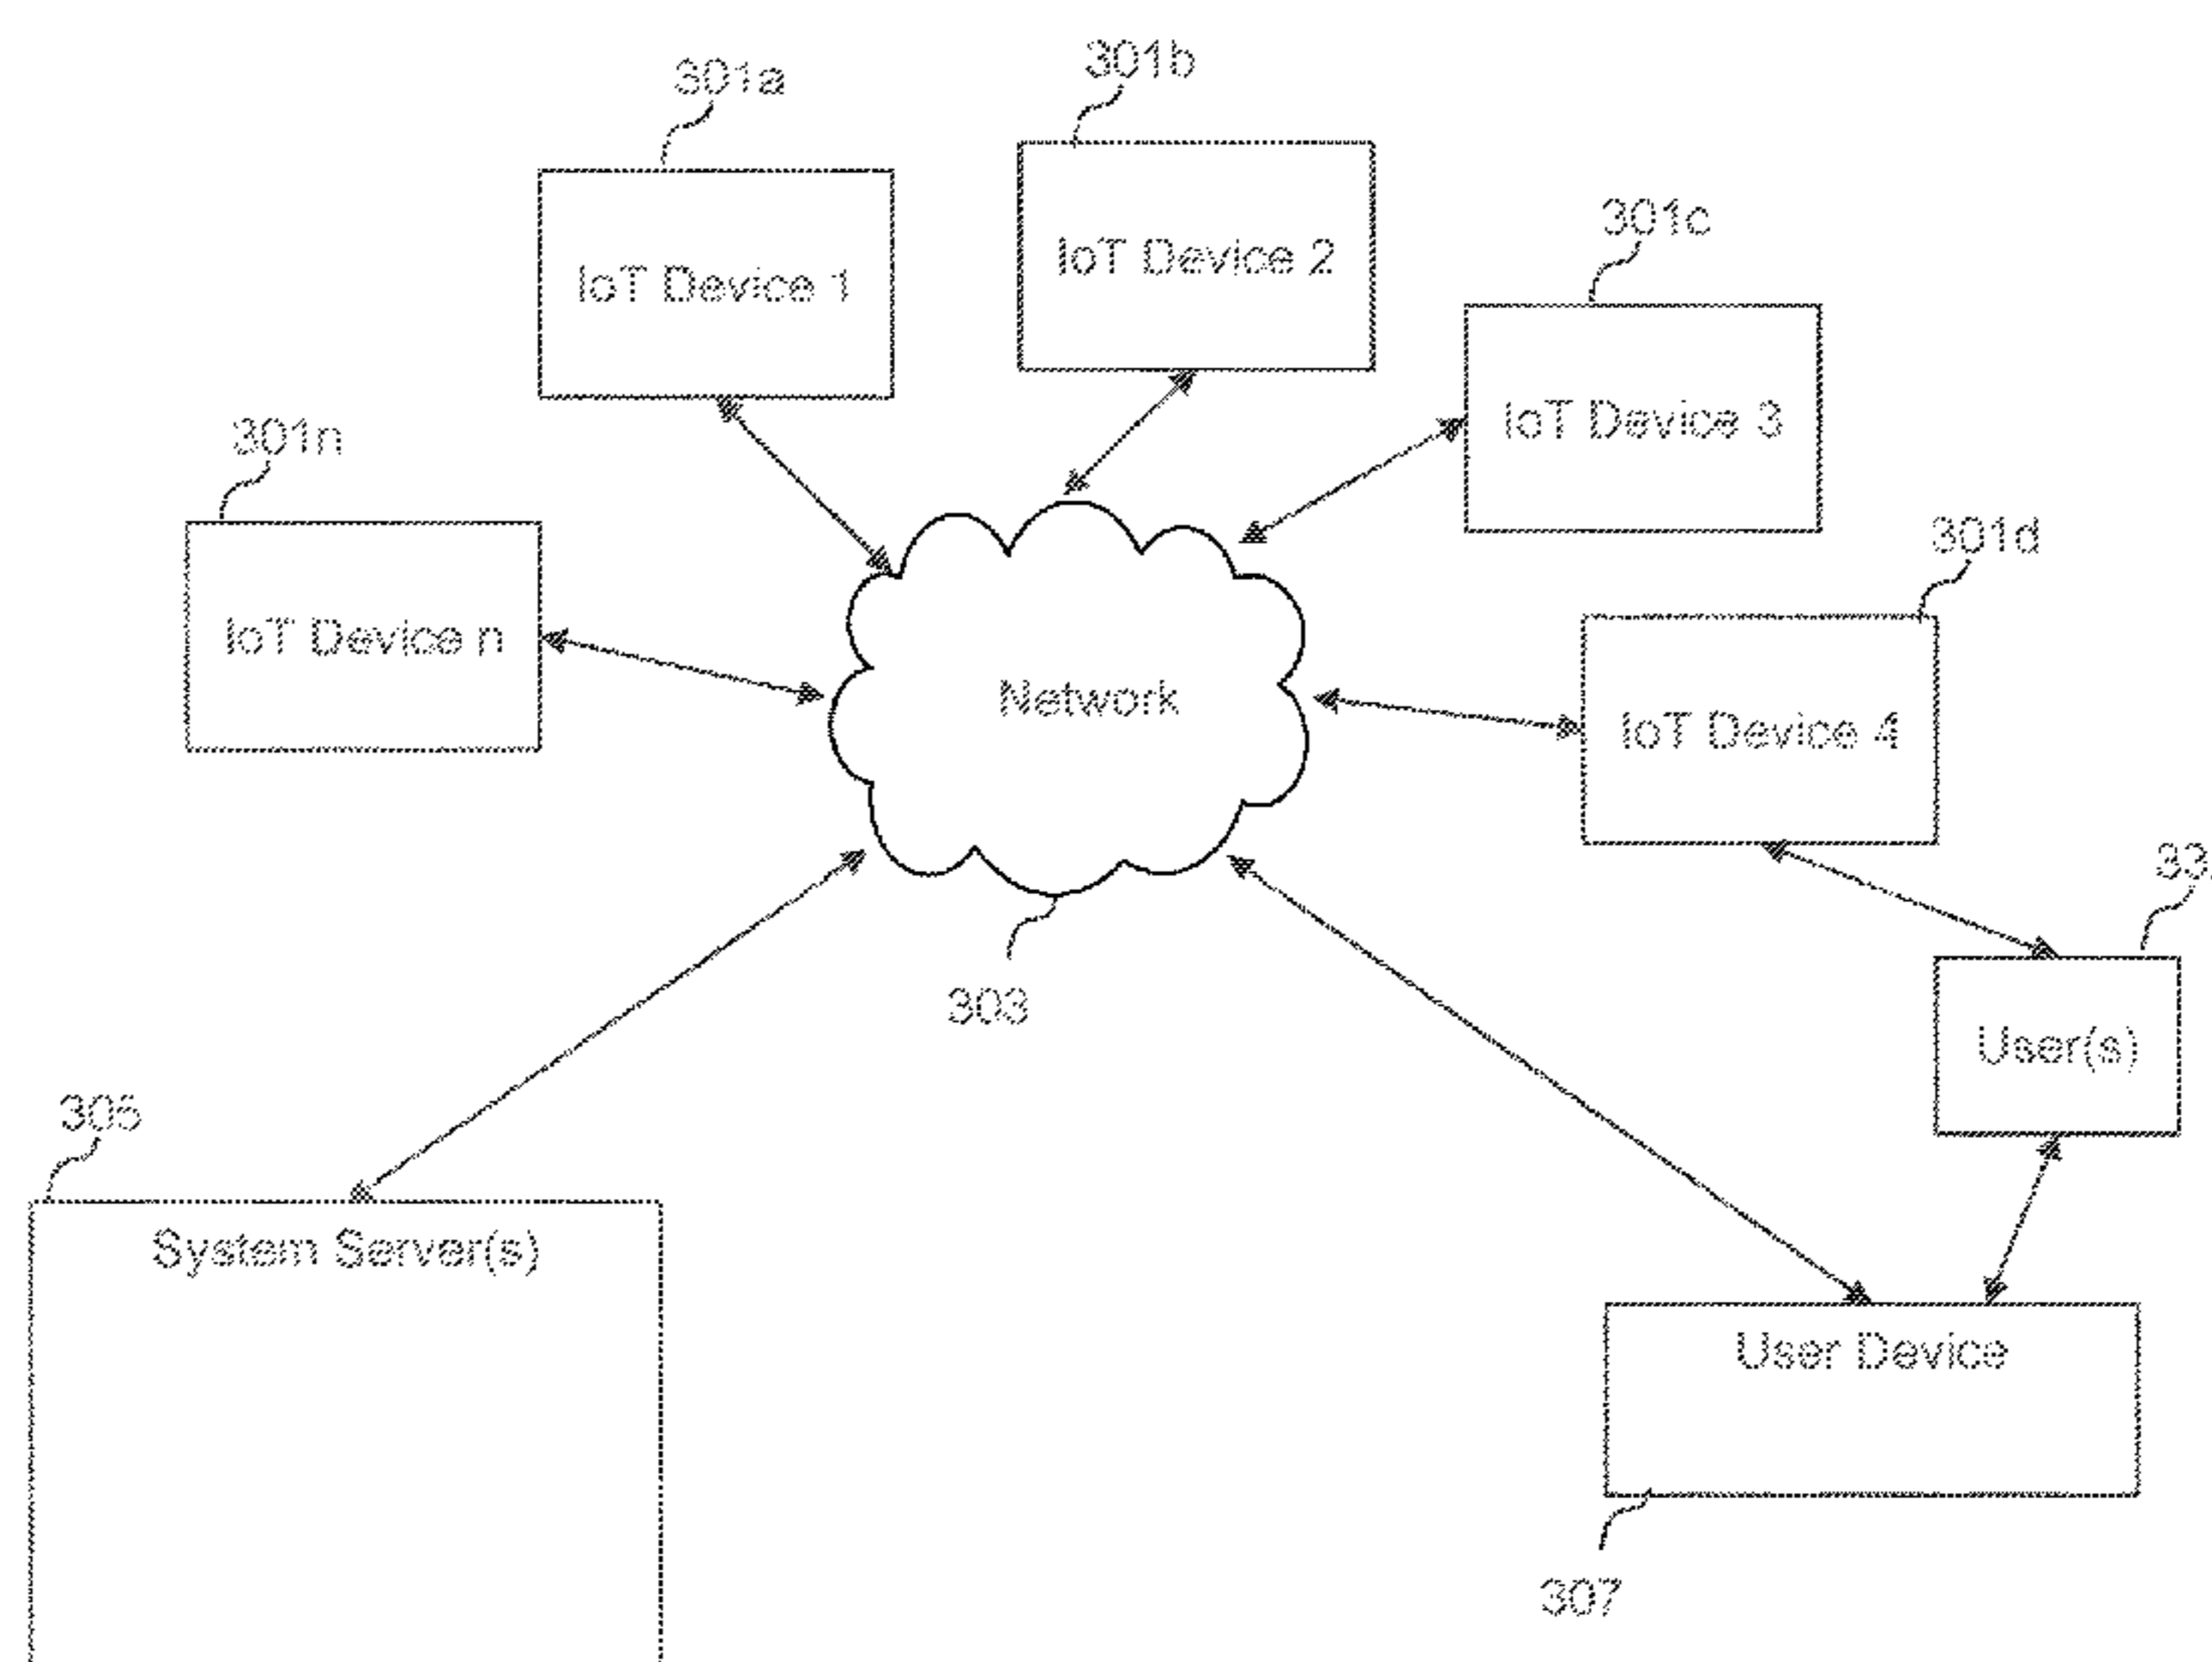 301b
301a
301c
IoT Device 2
IoT Device 1
IoT Device 3
301n
301d
IoT Device n
Network
IoT Device 4
303
User(s)
305
System Server(s)
User Device
307